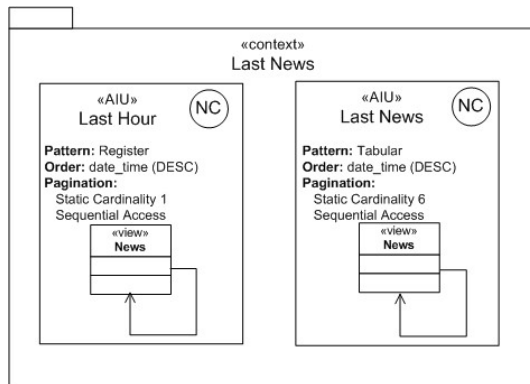 «context»
Last News
«AIU»
Last Hour
NC
Pattern: Register
Order: date_time (DESC)
Pagination:
Static Cardinality 1
Sequential Access
«view»
News
«AIU»
Last News
NC
Pattern: Tabular
Order: date_time (DESC)
Pagination:
Static Cardinality 6
Sequential Access
«view»
News